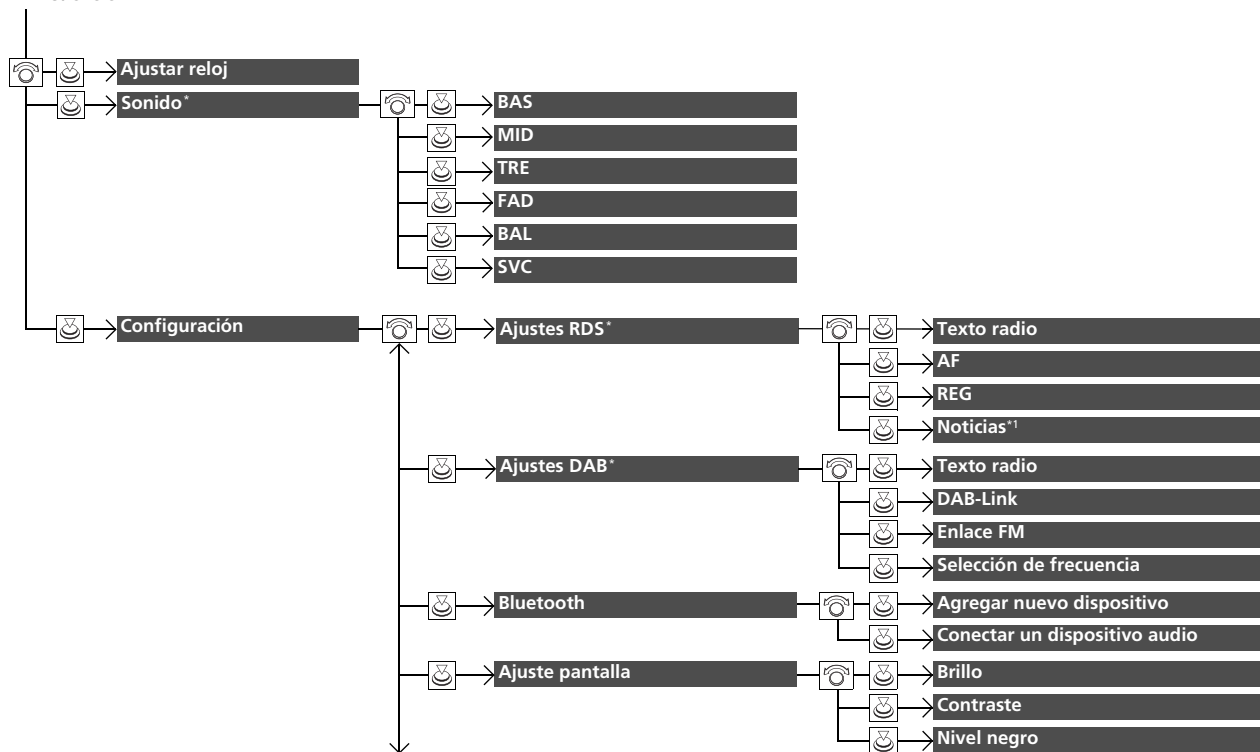 Ajustar reloj
Sonido*
BAS
MID
TRE
FAD
BAL
SVC
Configuración
Ajustes RDS*
Texto radio
AF
REG
Noticias*1
Ajustes DAB*
Texto radio
DAB-Link
Enlace FM
Selección de frecuencia
Bluetooth
Agregar nuevo dispositivo
Conectar un dispositivo audio
Ajuste pantalla
Brillo
Contraste
Nivel negro